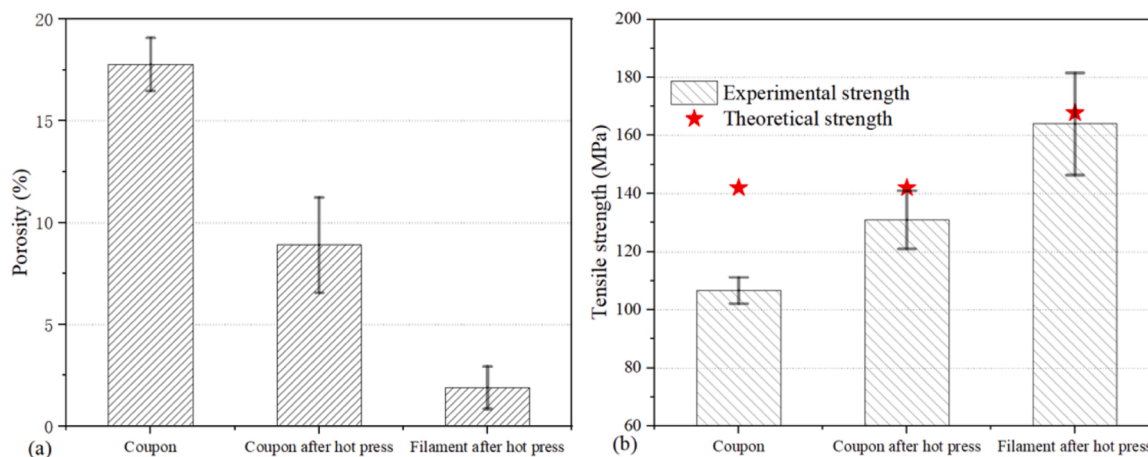 20
15
10
5
0
Porosity (%)
Coupon
Coupon after hot press
Filament after hot press
(a)
200
180
160
140
120
100
80
60
Tensile strength (MPa)
Experimental strength
Theoretical strength
Coupon
Coupon after hot press
Filament after hot press
(b)